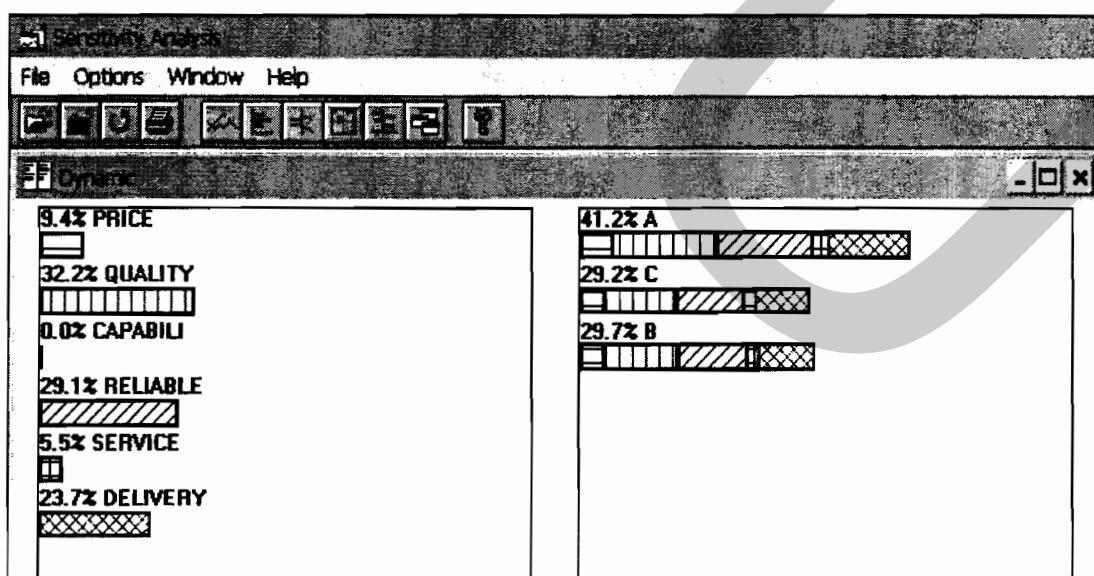 Sensitivity Analysis
File Options Window Help
Dynamic
9.4% PRICE
32.2% QUALITY
0.0% CAPABILI
29.1% RELIABLE
5.5% SERVICE
23.7% DELIVERY
41.2% A
29.2% C
29.7% B